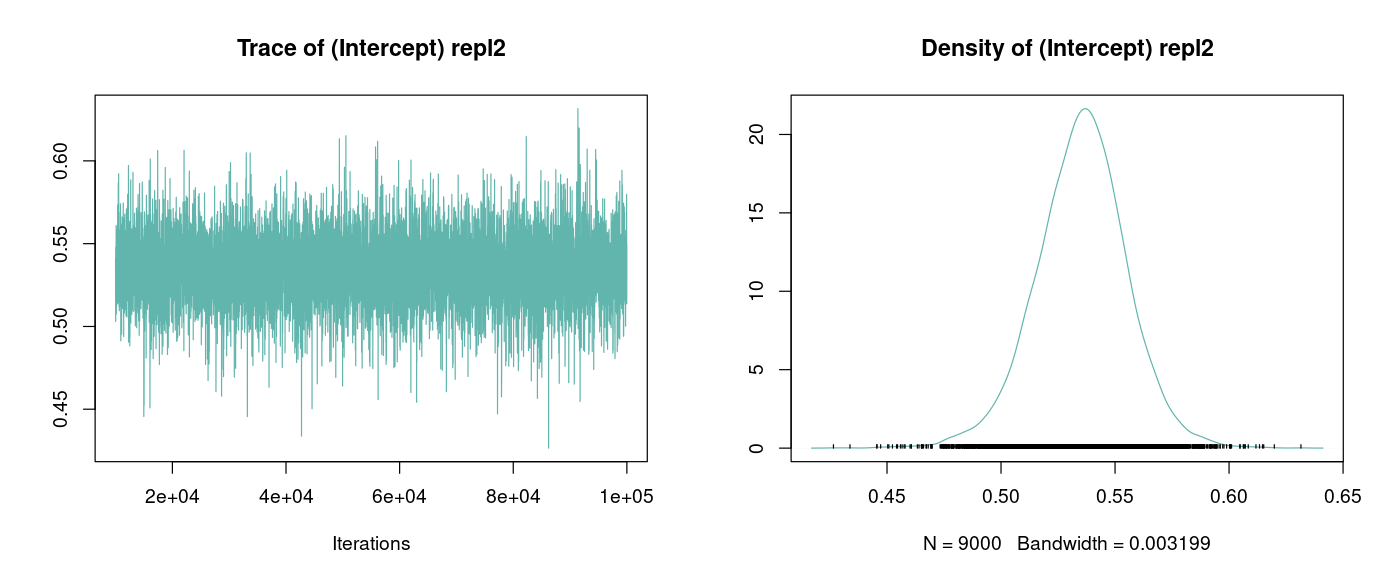 Trace of (Intercept) repl2
0.60
0.55
0.50
0.45
2e+04 4e+04 6e+04 8e+04 1e+05
Iterations
Density of (Intercept) repl2
20
15
10
5
0
0.45 0.50 0.55 0.60 0.65
N = 9000 Bandwidth = 0.003199